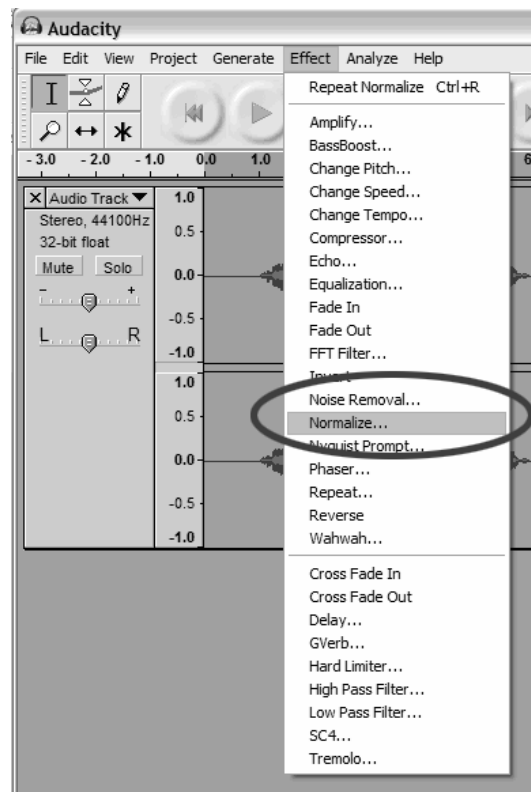 Audacity
File Edit View Project Generate Effect Analyze Help
Repeat Normalize Ctrl+R
Amplify...
BassBoost...
Change Pitch...
Change Speed...
Change Tempo...
Compressor...
Echo...
Equalization...
Fade In
Fade Out
FFT Filter...
Invert
Noise Removal...
Normalize...
Nyquist Prompt...
Phaser...
Repeat...
Reverse
Wahwah...
Cross Fade In
Cross Fade Out
Delay...
GVerb...
Hard Limiter...
High Pass Filter...
Low Pass Filter...
SC4...
Tremolo...
- 3.0 - 2.0 - 1.0 0.0 1.0 6
X Audio Track
Stereo, 44100Hz
32-bit float
Mute Solo
- +
L R
1.0
0.5
0.0
-0.5
-1.0
1.0
0.5
0.0
-0.5
-1.0